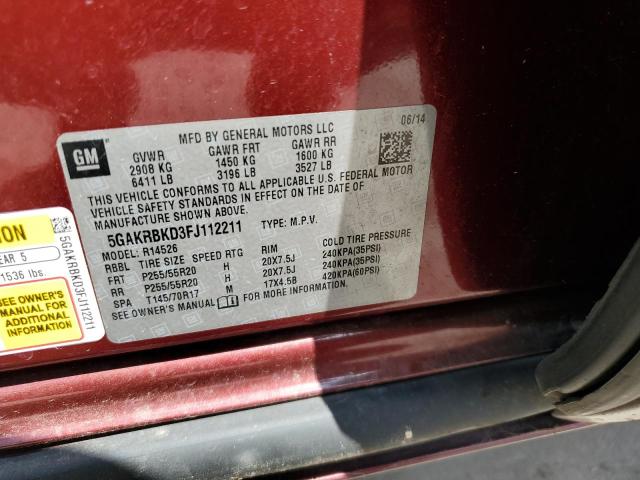 MFD BY GENERAL MOTORS LLC 06/14
GM
GVWR GAWR FRT GAWR RR
2908 KG 1450 KG 1600 KG
6411 LB 3196 LB 3527 LB
THIS VEHICLE CONFORMS TO ALL APPLICABLE U.S. FEDERAL MOTOR
VEHICLE SAFETY STANDARDS IN EFFECT ON THE DATE OF
MANUFACTURE SHOWN ABOVE.
5GAKRBKD3FJ112211 TYPE: M.P.V.
MODEL: R14526
RBBL TIRE SIZE SPEED RTG RIM COLD TIRE PRESSURE
FRT P255/55R20 H 20X7.5J 240KPA(35PSI)
RR P255/55R20 H 20X7.5J 240KPA(35PSI)
SPA T145/70R17 M 17X4.5B 420KPA(60PSI)
SEE OWNER'S MANUAL FOR MORE INFORMATION.
EAR 5
1536 lbs.
SEE OWNER'S
MANUAL FOR
ADDITIONAL
INFORMATION
5GAKRBKD3FJ112211